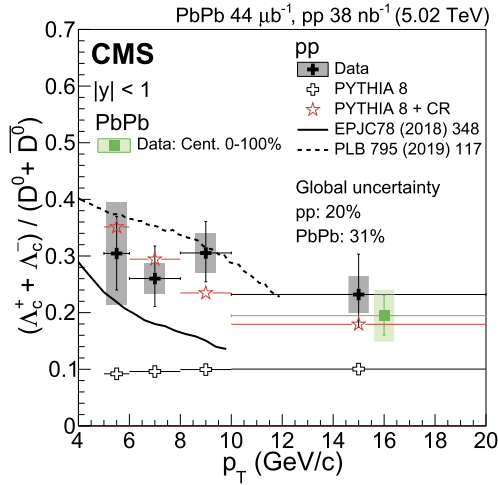 PbPb 44 μb⁻¹, pp 38 nb⁻¹ (5.02 TeV)
CMS
|y| < 1
PbPb
Data: Cent. 0-100%
pp
Data
PYTHIA 8
PYTHIA 8 + CR
EPJC78 (2018) 348
PLB 795 (2019) 117
Global uncertainty
pp: 20%
PbPb: 31%
(Λc⁺ + Λc⁻) / (D⁰ + D̅⁰)
0.7
0.6
0.5
0.4
0.3
0.2
0.1
0
4 6 8 10 12 14 16 18 20
pT (GeV/c)